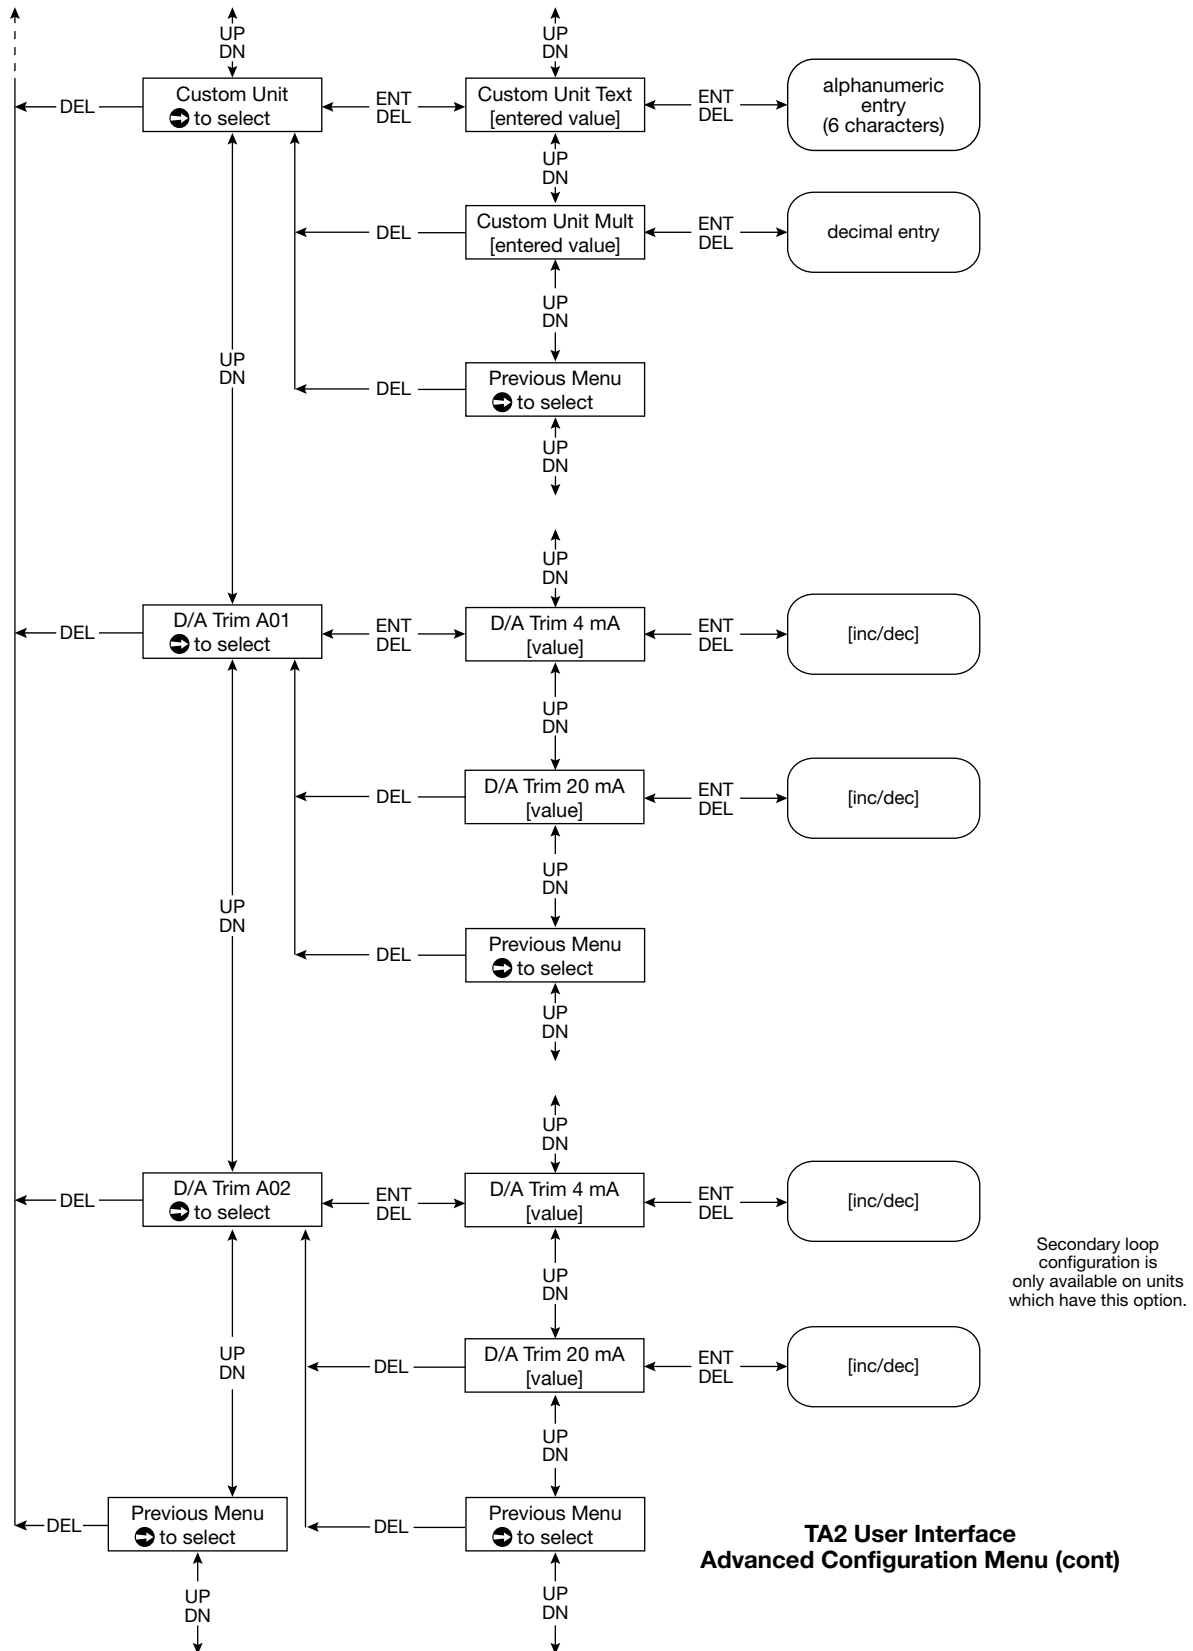 UP
DN
UP
DN
Custom Unit
to select
DEL
ENT
DEL
Custom Unit Text
[entered value]
ENT
DEL
alphanumeric
entry
(6 characters)
UP
DN
DEL
Custom Unit Mult
[entered value]
ENT
DEL
decimal entry
UP
DN
UP
DN
DEL
Previous Menu
to select
UP
DN
UP
DN
DEL
D/A Trim A01
to select
ENT
DEL
D/A Trim 4 mA
[value]
ENT
DEL
[inc/dec]
UP
DN
DEL
D/A Trim 20 mA
[value]
ENT
DEL
[inc/dec]
UP
DN
UP
DN
DEL
Previous Menu
to select
UP
DN
UP
DN
DEL
D/A Trim A02
to select
ENT
DEL
D/A Trim 4 mA
[value]
ENT
DEL
[inc/dec]
Secondary loop
configuration is
only available on units
which have this option.
UP
DN
UP
DN
DEL
D/A Trim 20 mA
[value]
ENT
DEL
[inc/dec]
UP
DN
DEL
Previous Menu
to select
DEL
Previous Menu
to select
TA2 User Interface
Advanced Configuration Menu (cont)
UP
DN
UP
DN